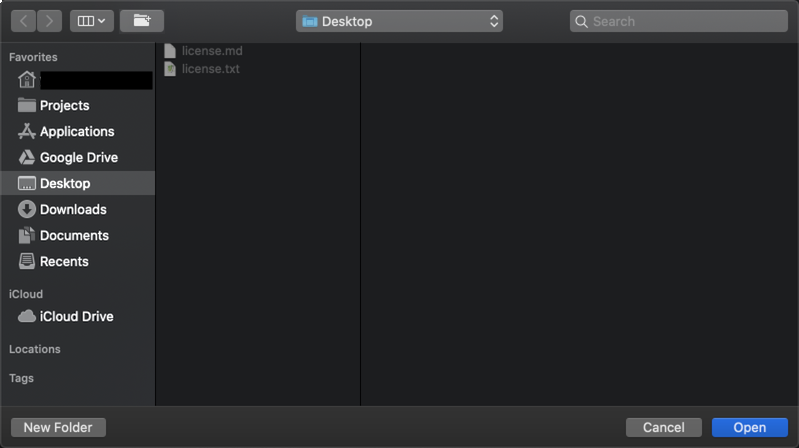 Desktop
Search
Favorites
license.md
license.txt
Projects
Applications
Google Drive
Desktop
Downloads
Documents
Recents
iCloud
iCloud Drive
Locations
Tags
New Folder
Cancel
Open